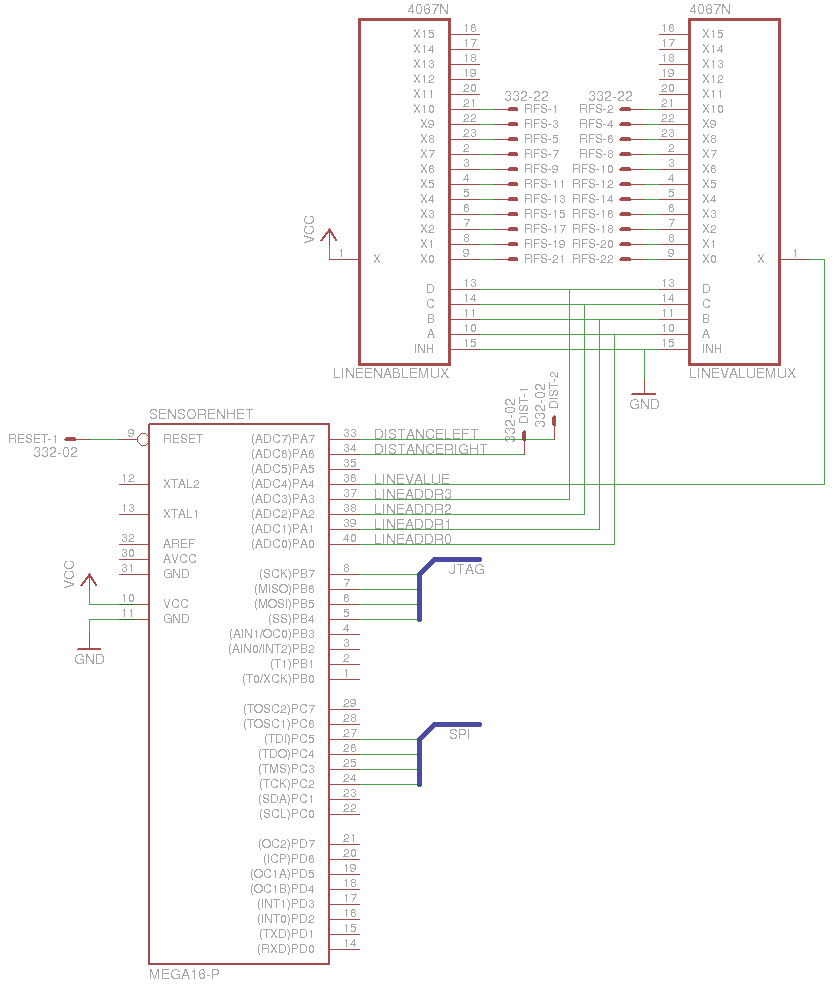 4067N 4067N
X15 16 16 X15
X14 17 17 X14
X13 18 18 X13
X12 19 19 X12
X11 20 20 X11
332-22 332-22
X10 21 RFS-1 RFS-2 21 X10
X9 22 RFS-3 RFS-4 22 X9
X8 23 RFS-5 RFS-6 23 X8
X7 2 RFS-7 RFS-8 2 X7
X6 3 RFS-9 RFS-10 3 X6
X5 4 RFS-11 RFS-12 4 X5
X4 5 RFS-13 RFS-14 5 X4
X3 6 RFS-15 RFS-16 6 X3
X2 7 RFS-17 RFS-18 7 X2
X1 8 RFS-19 RFS-20 8 X1
VCC
1 X X0 9 RFS-21 RFS-22 9 X0 X 1
D 13 13 D
C 14 14 C
B 11 11 B
A 10 10 A
INH 15 15 INH
LINEENABLEMUX LINEVALUEMUX
GND
332-02 DIST-1
332-02 DIST-2
SENSORENHET
RESET-1 9 RESET (ADC7)PA7 33 DISTANCELEFT
332-02
(ADC6)PA6 34 DISTANCERIGHT
(ADC5)PA5 35
12 XTAL2 (ADC4)PA4 36 LINEVALUE
(ADC3)PA3 37 LINEADDR3
13 XTAL1 (ADC2)PA2 38 LINEADDR2
(ADC1)PA1 39 LINEADDR1
32 AREF (ADC0)PA0 40 LINEADDR0
30 AVCC
31 GND (SCK)PB7 8 JTAG
(MISO)PB6 7
VCC
10 VCC (MOSI)PB5 6
11 GND (SS)PB4 5
GND
(AIN1/OC0)PB3 4
(AIN0/INT2)PB2 3
(T1)PB1 2
(T0/XCK)PB0 1
(TOSC2)PC7 29
(TOSC1)PC6 28
(TDI)PC5 27 SPI
(TDO)PC4 26
(TMS)PC3 25
(TCK)PC2 24
(SDA)PC1 23
(SCL)PC0 22
(OC2)PD7 21
(ICP)PD6 20
(OC1A)PD5 19
(OC1B)PD4 18
(INT1)PD3 17
(INT0)PD2 16
(TXD)PD1 15
(RXD)PD0 14
MEGA16-P